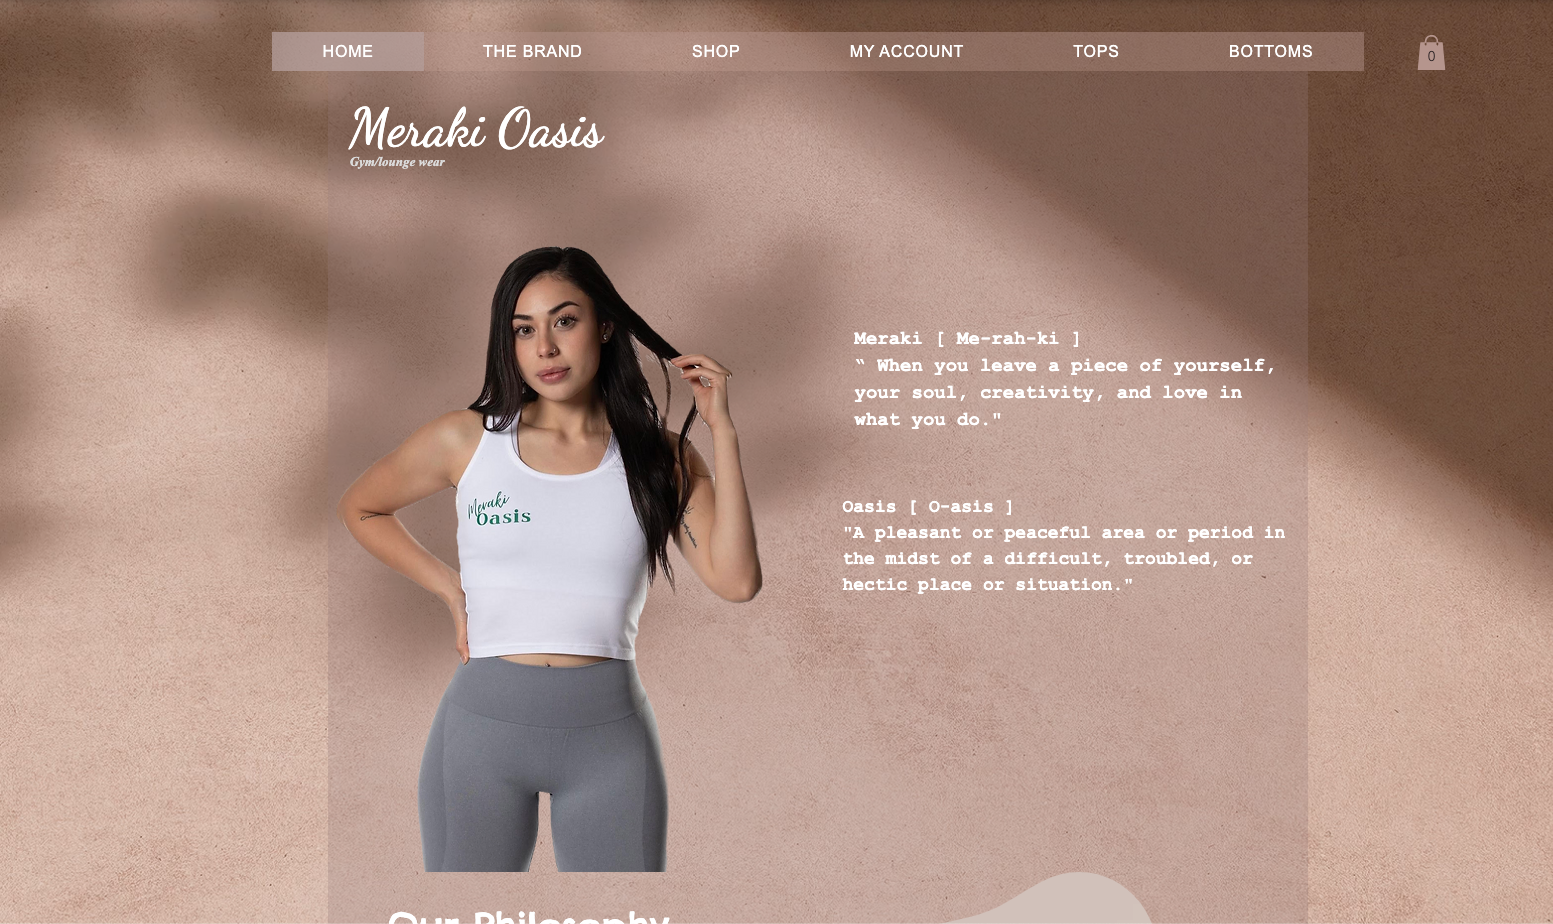 HOME THE BRAND SHOP MY ACCOUNT TOPS BOTTOMS 0
Meraki Oasis
Gym/lounge wear
Meraki [ Me-rah-ki ]
“ When you leave a piece of yourself,
your soul, creativity, and love in
what you do."
Meraki
Oasis
Oasis [ O-asis ]
"A pleasant or peaceful area or period in
the midst of a difficult, troubled, or
hectic place or situation."
Our Philosophy